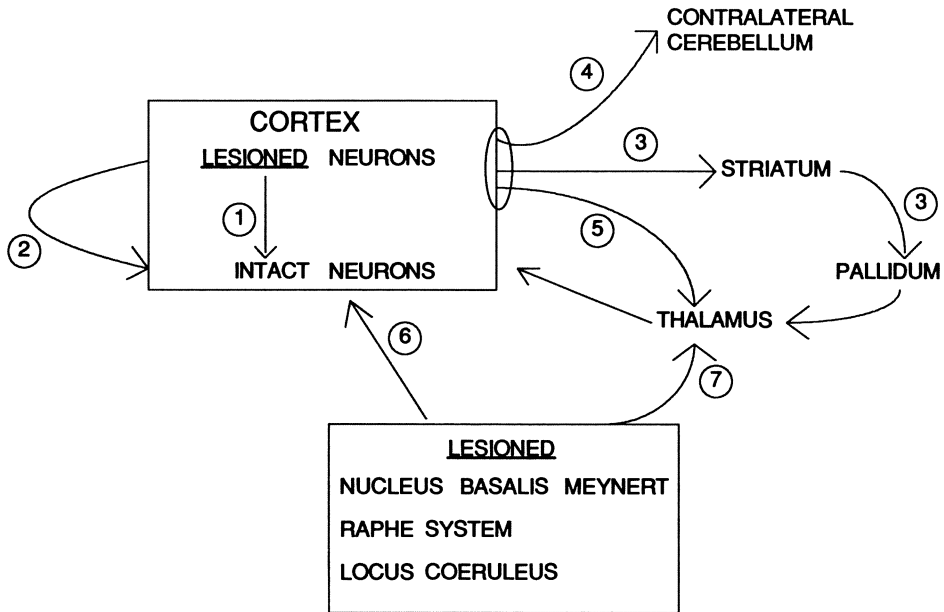 CONTRALATERAL
CEREBELLUM
4
CORTEX
LESIONED NEURONS
3
STRIATUM
3
1
2
5
INTACT NEURONS
PALLIDUM
THALAMUS
6
7
LESIONED
NUCLEUS BASALIS MEYNERT
RAPHE SYSTEM
LOCUS COERULEUS